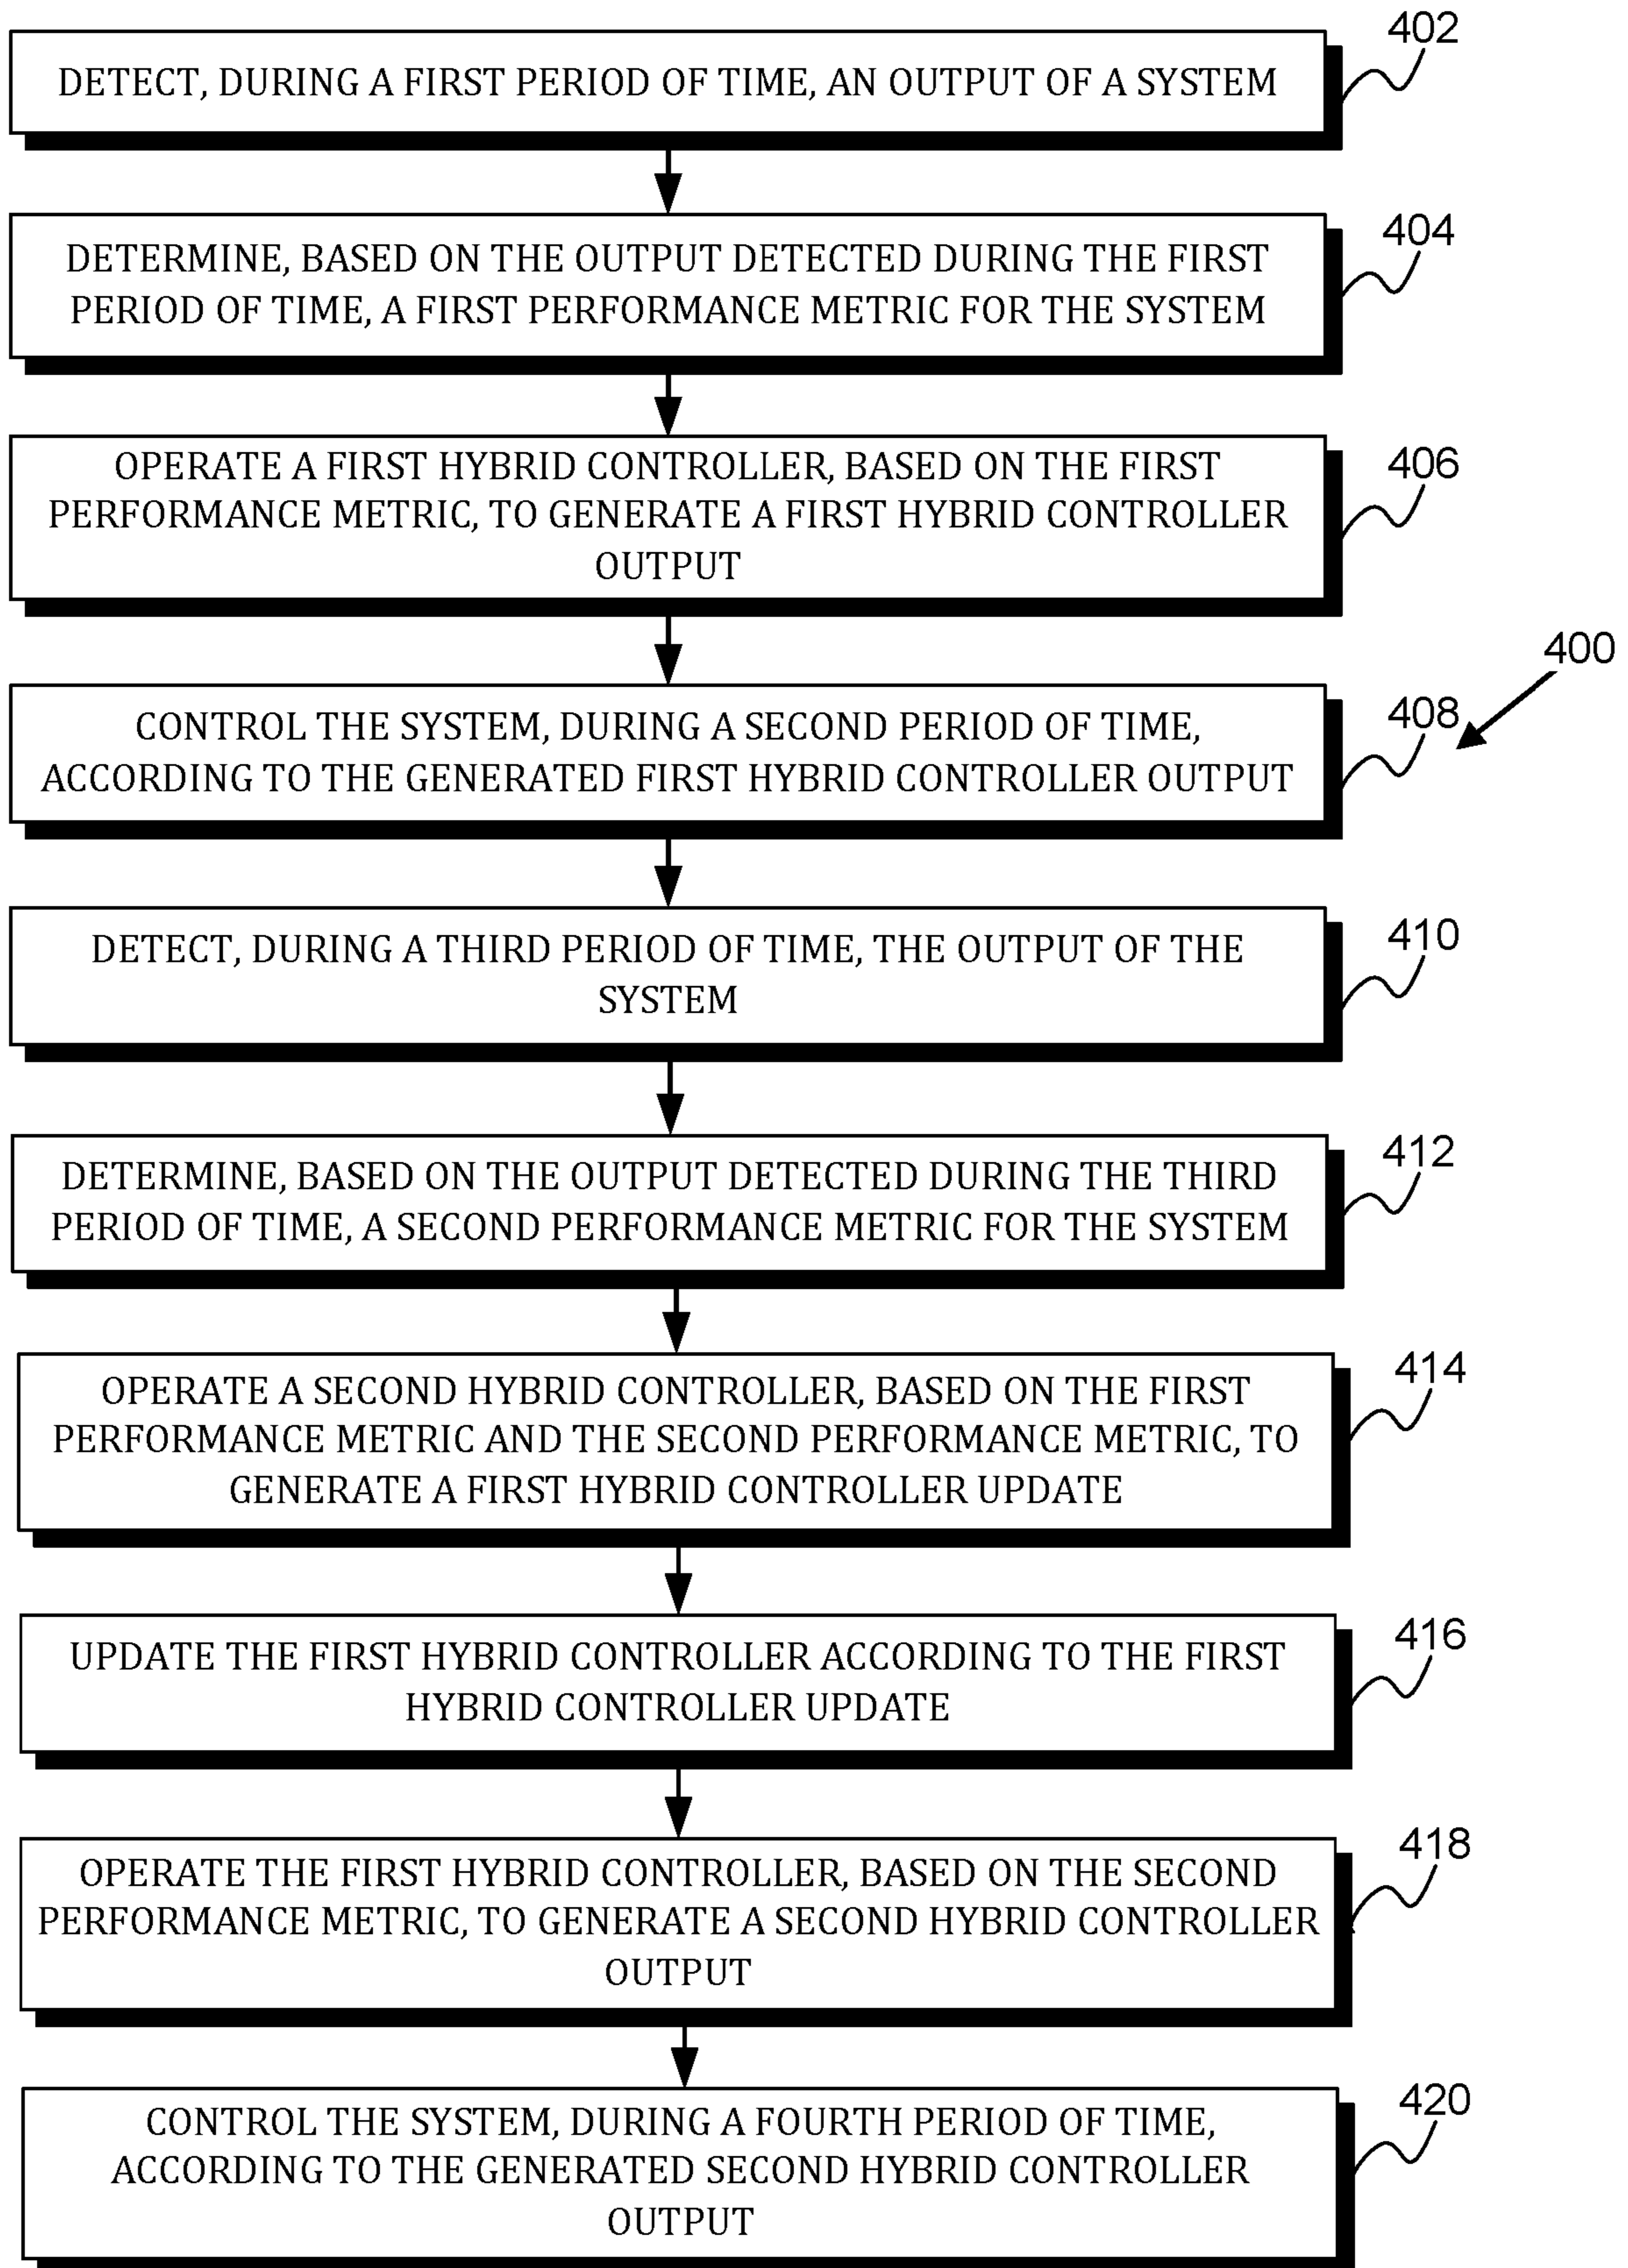 402
DETECT, DURING A FIRST PERIOD OF TIME, AN OUTPUT OF A SYSTEM
404
DETERMINE, BASED ON THE OUTPUT DETECTED DURING THE FIRST
PERIOD OF TIME, A FIRST PERFORMANCE METRIC FOR THE SYSTEM
406
OPERATE A FIRST HYBRID CONTROLLER, BASED ON THE FIRST
PERFORMANCE METRIC, TO GENERATE A FIRST HYBRID CONTROLLER
OUTPUT
400
408
CONTROL THE SYSTEM, DURING A SECOND PERIOD OF TIME,
ACCORDING TO THE GENERATED FIRST HYBRID CONTROLLER OUTPUT
410
DETECT, DURING A THIRD PERIOD OF TIME, THE OUTPUT OF THE
SYSTEM
412
DETERMINE, BASED ON THE OUTPUT DETECTED DURING THE THIRD
PERIOD OF TIME, A SECOND PERFORMANCE METRIC FOR THE SYSTEM
414
OPERATE A SECOND HYBRID CONTROLLER, BASED ON THE FIRST
PERFORMANCE METRIC AND THE SECOND PERFORMANCE METRIC, TO
GENERATE A FIRST HYBRID CONTROLLER UPDATE
416
UPDATE THE FIRST HYBRID CONTROLLER ACCORDING TO THE FIRST
HYBRID CONTROLLER UPDATE
418
OPERATE THE FIRST HYBRID CONTROLLER, BASED ON THE SECOND
PERFORMANCE METRIC, TO GENERATE A SECOND HYBRID CONTROLLER
OUTPUT
420
CONTROL THE SYSTEM, DURING A FOURTH PERIOD OF TIME,
ACCORDING TO THE GENERATED SECOND HYBRID CONTROLLER
OUTPUT